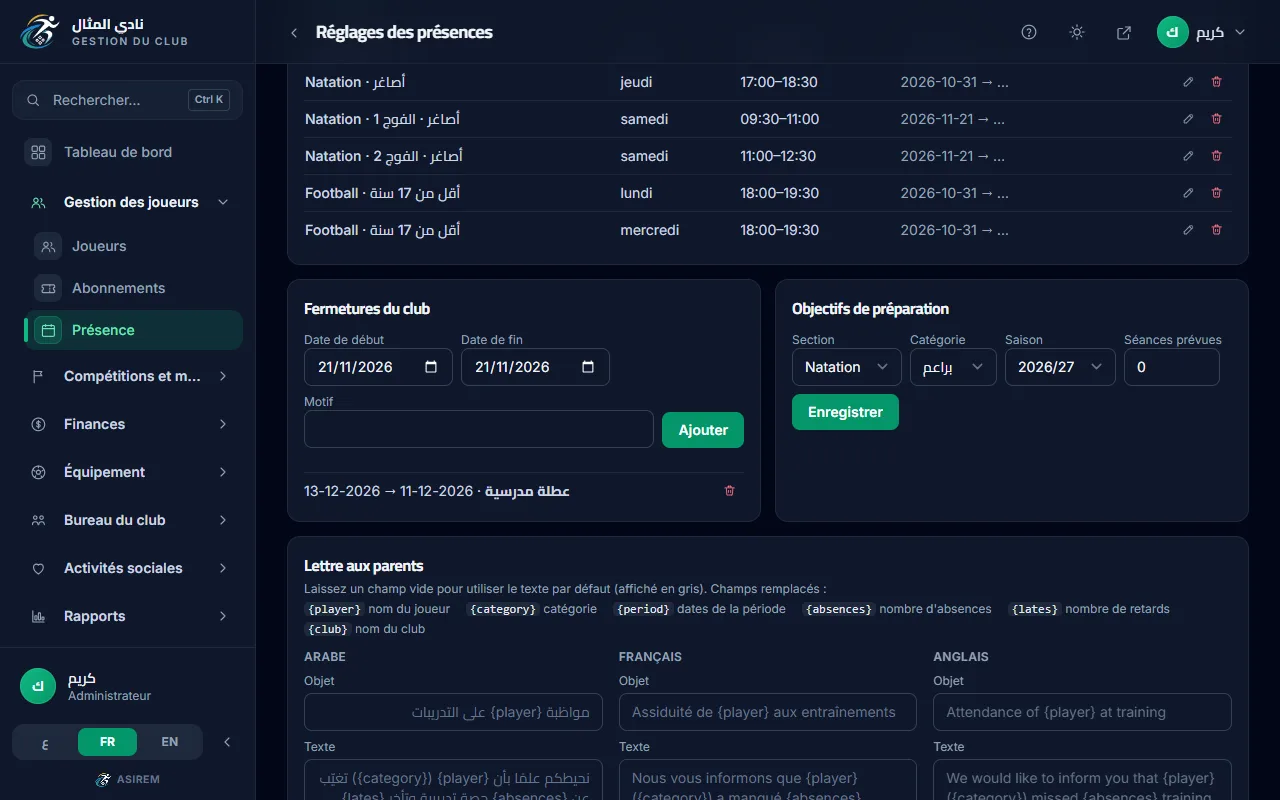 نادي المثال
GESTION DU CLUB
Rechercher...
Ctrl K
Tableau de bord
Gestion des joueurs
Joueurs
Abonnements
Présence
Compétitions et m...
Finances
Équipement
Bureau du club
Activités sociales
Rapports
ك
كريم
Administrateur
ع
FR
EN
ASIREM
Réglages des présences
ك
كريم
Natation · أصاغر
jeudi
17:00–18:30
2026-10-31 → ...
Natation · أصاغر · الفوج 1
samedi
09:30–11:00
2026-11-21 → ...
Natation · أصاغر · الفوج 2
samedi
11:00–12:30
2026-11-21 → ...
Football · أقل من 17 سنة
lundi
18:00–19:30
2026-10-31 → ...
Football · أقل من 17 سنة
mercredi
18:00–19:30
2026-10-31 → ...
Fermetures du club
Date de début
Date de fin
21/11/2026
21/11/2026
Motif
Ajouter
13-12-2026 → 11-12-2026 · عطلة مدرسية
Objectifs de préparation
Section
Catégorie
Saison
Séances prévues
Natation
براعم
2026/27
0
Enregistrer
Lettre aux parents
Laissez un champ vide pour utiliser le texte par défaut (affiché en gris). Champs remplacés :
{player} nom du joueur {category} catégorie {period} dates de la période {absences} nombre d'absences {lates} nombre de retards
{club} nom du club
ARABE
Objet
مواظبة {player} على التدريبات
Texte
نحيطكم علمًا بأن {player} ({category}) تغيّب
عن {absences} حصة تدريبية وتأخر {lates}
FRANÇAIS
Objet
Assiduité de {player} aux entraînements
Texte
Nous vous informons que {player}
({category}) a manqué {absences}
ANGLAIS
Objet
Attendance of {player} at training
Texte
We would like to inform you that {player}
({category}) missed {absences} training